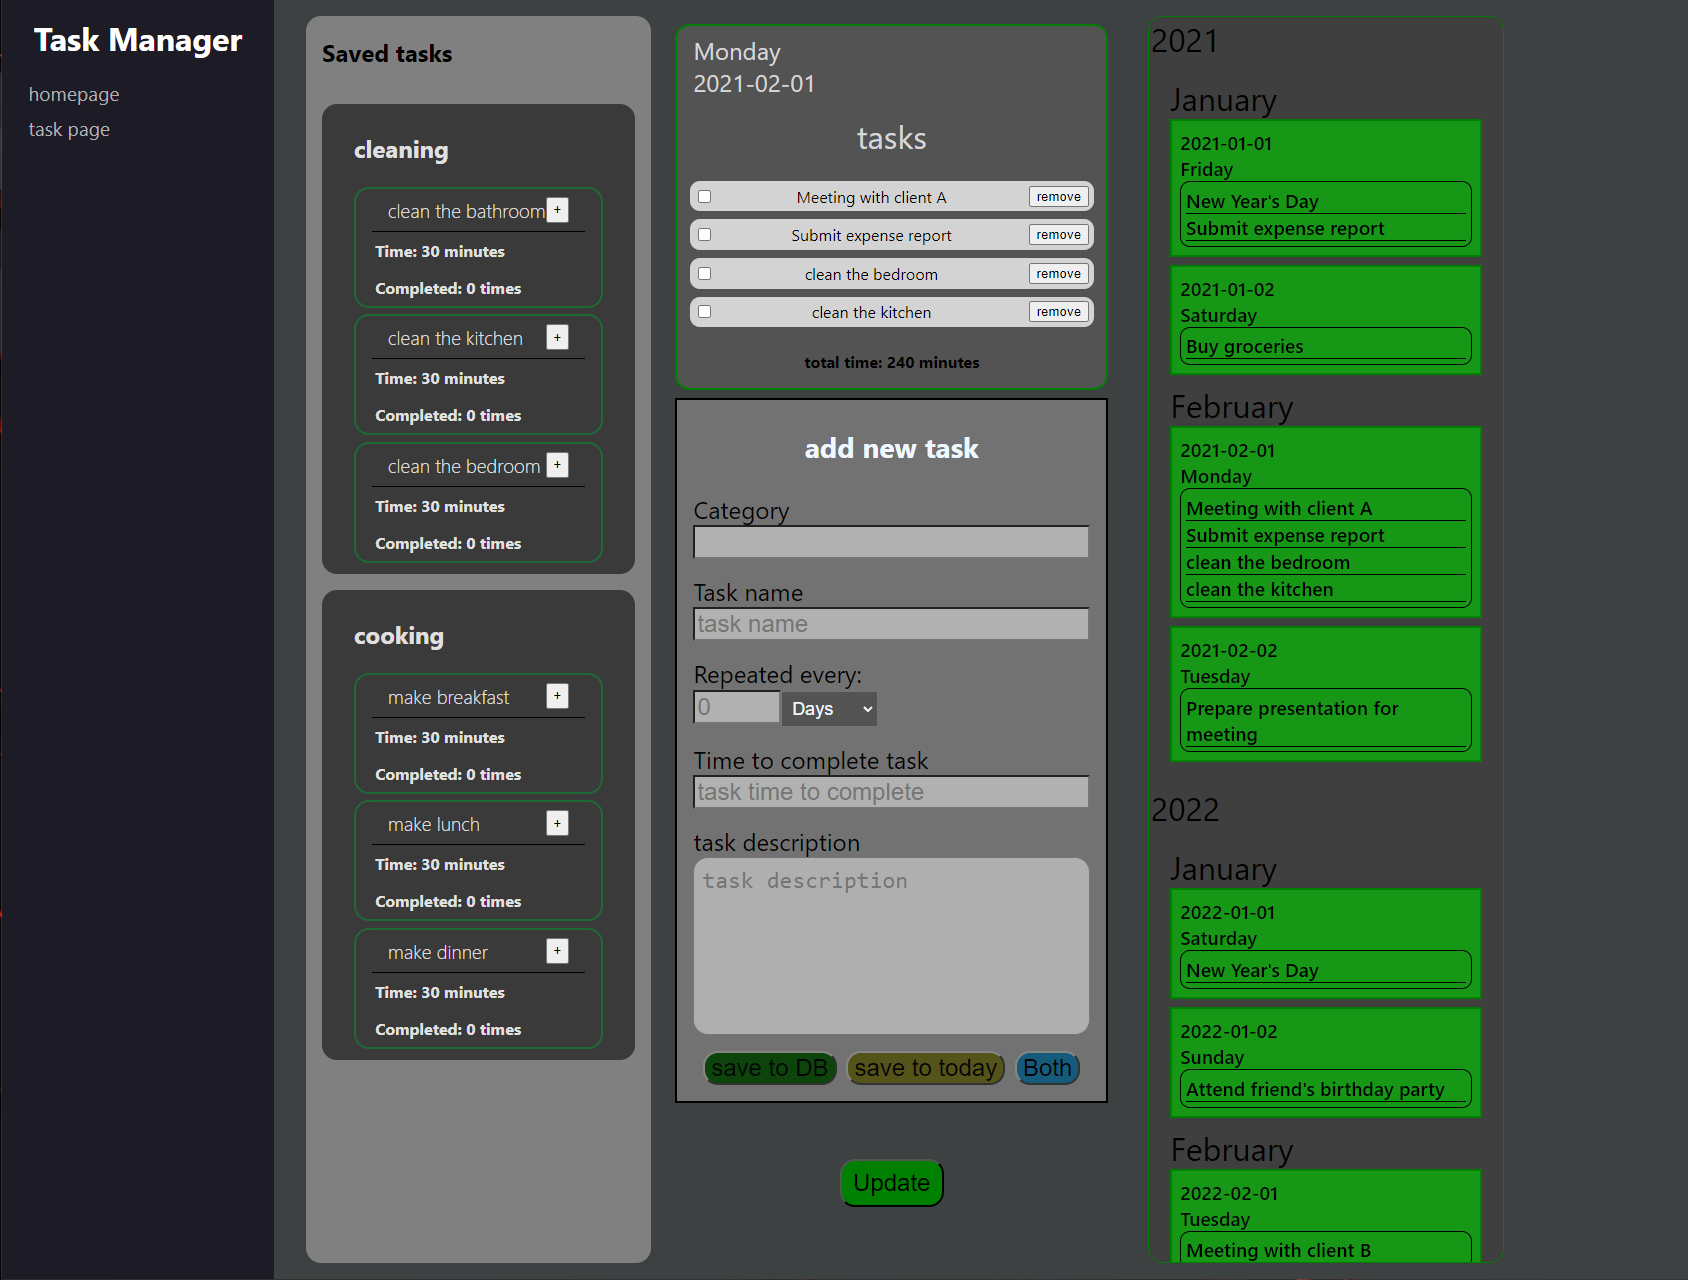 Task Manager
homepage
task page
Saved tasks
cleaning
clean the bathroom +
Time: 30 minutes
Completed: 0 times
clean the kitchen +
Time: 30 minutes
Completed: 0 times
clean the bedroom +
Time: 30 minutes
Completed: 0 times
cooking
make breakfast +
Time: 30 minutes
Completed: 0 times
make lunch +
Time: 30 minutes
Completed: 0 times
make dinner +
Time: 30 minutes
Completed: 0 times
Monday
2021-02-01
tasks
Meeting with client A remove
Submit expense report remove
clean the bedroom remove
clean the kitchen remove
total time: 240 minutes
add new task
Category
Task name
task name
Repeated every:
0 Days
Time to complete task
task time to complete
task description
task description
save to DB save to today Both
Update
2021
January
2021-01-01
Friday
New Year's Day
Submit expense report
2021-01-02
Saturday
Buy groceries
February
2021-02-01
Monday
Meeting with client A
Submit expense report
clean the bedroom
clean the kitchen
2021-02-02
Tuesday
Prepare presentation for
meeting
2022
January
2022-01-01
Saturday
New Year's Day
2022-01-02
Sunday
Attend friend's birthday party
February
2022-02-01
Tuesday
Meeting with client B